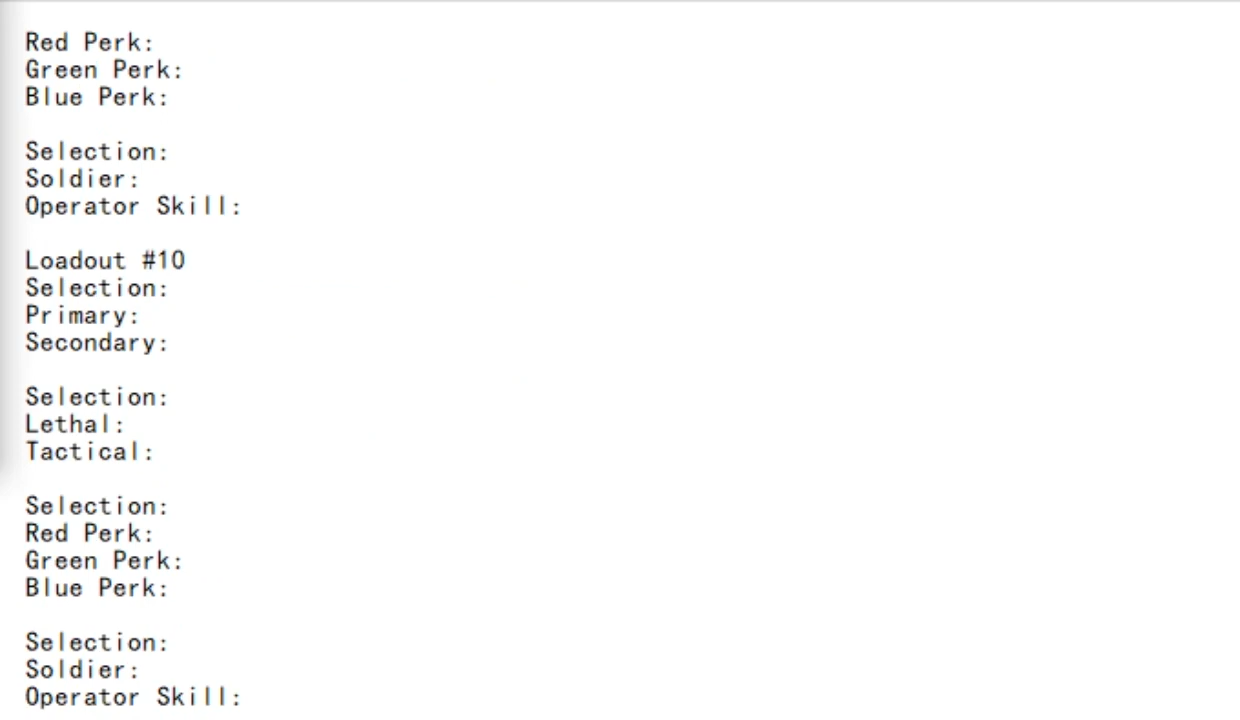 Red Perk:
Green Perk:
Blue Perk:
Selection:
Soldier:
Operator Skill:
Loadout #10
Selection:
Primary:
Secondary:
Selection:
Lethal:
Tactical:
Selection:
Red Perk:
Green Perk:
Blue Perk:
Selection:
Soldier:
Operator Skill: